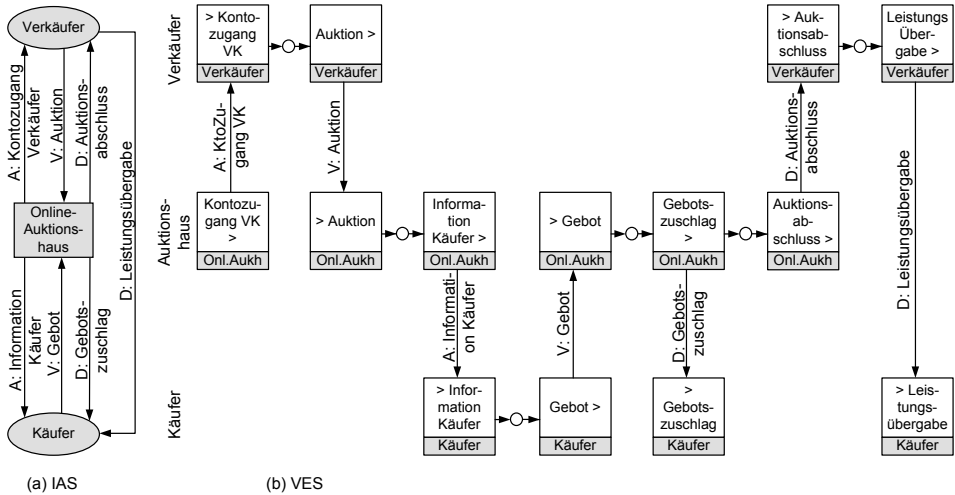 Verkäufer
A: Kontozugang
Verkäufer
V: Auktion
D: Auktions-
abschluss
D: Leistungsübergabe
Online-
Auktions-
haus
A: Information
Käufer
V: Gebot
D: Gebots-
zuschlag
Käufer
(a) IAS
Verkäufer
> Konto-
zugang
VK
Verkäufer
Auktion >
Verkäufer
> Auk-
tionsab-
schluss
Verkäufer
Leistungs
Über-
gabe >
Verkäufer
A: KtoZu-
gang VK
V: Auktion
D: Auktions-
abschluss
D: Leistungsübergabe
Auktions-
haus
Kontozu-
gang VK
>
Onl.Aukh
> Auktion
Onl.Aukh
Infor-
mation
Käufer >
Onl.Aukh
> Gebot
Onl.Aukh
Gebots-
zuschlag
>
Onl.Aukh
Auktions-
ab-
schluss >
Onl.Aukh
A: Informati-
on Käufer
V: Gebot
D: Gebots-
zuschlag
Käufer
> Infor-
mation
Käufer
Käufer
Gebot >
Käufer
>
Gebots-
zuschlag
Käufer
> Leis-
tungs-
übergabe
Käufer
(b) VES